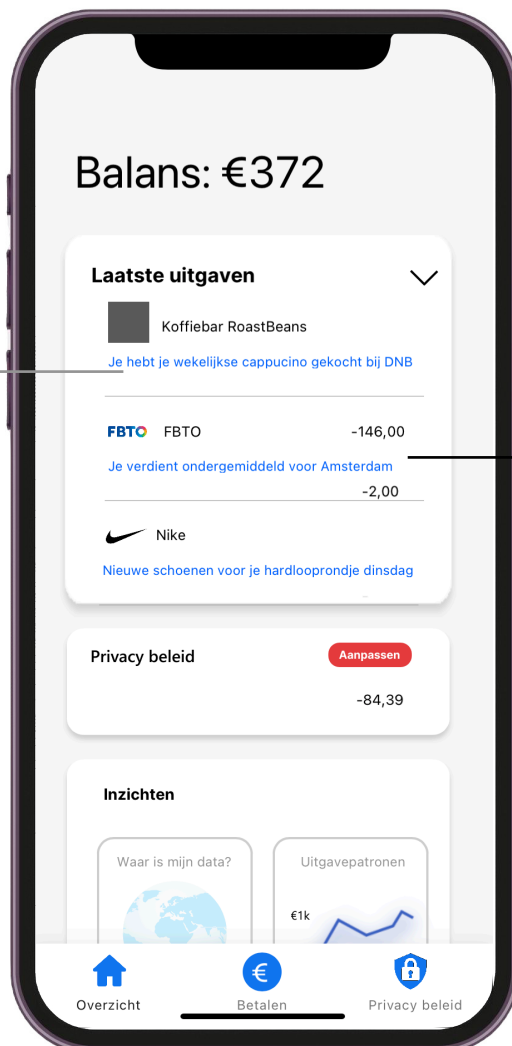 Balans: €372
Laatste uitgaven
Koffiebar RoastBeans
Je hebt je wekelijkse cappucino gekocht bij DNB
FBTO FBTO -146,00
Je verdient ondergemiddeld voor Amsterdam
-2,00
Nike
Nieuwe schoenen voor je hardlooprondje dinsdag
Privacy beleid Aanpassen
-84,39
Inzichten
Waar is mijn data? Uitgavepatronen
€1k
€
Overzicht Betalen Privacy beleid